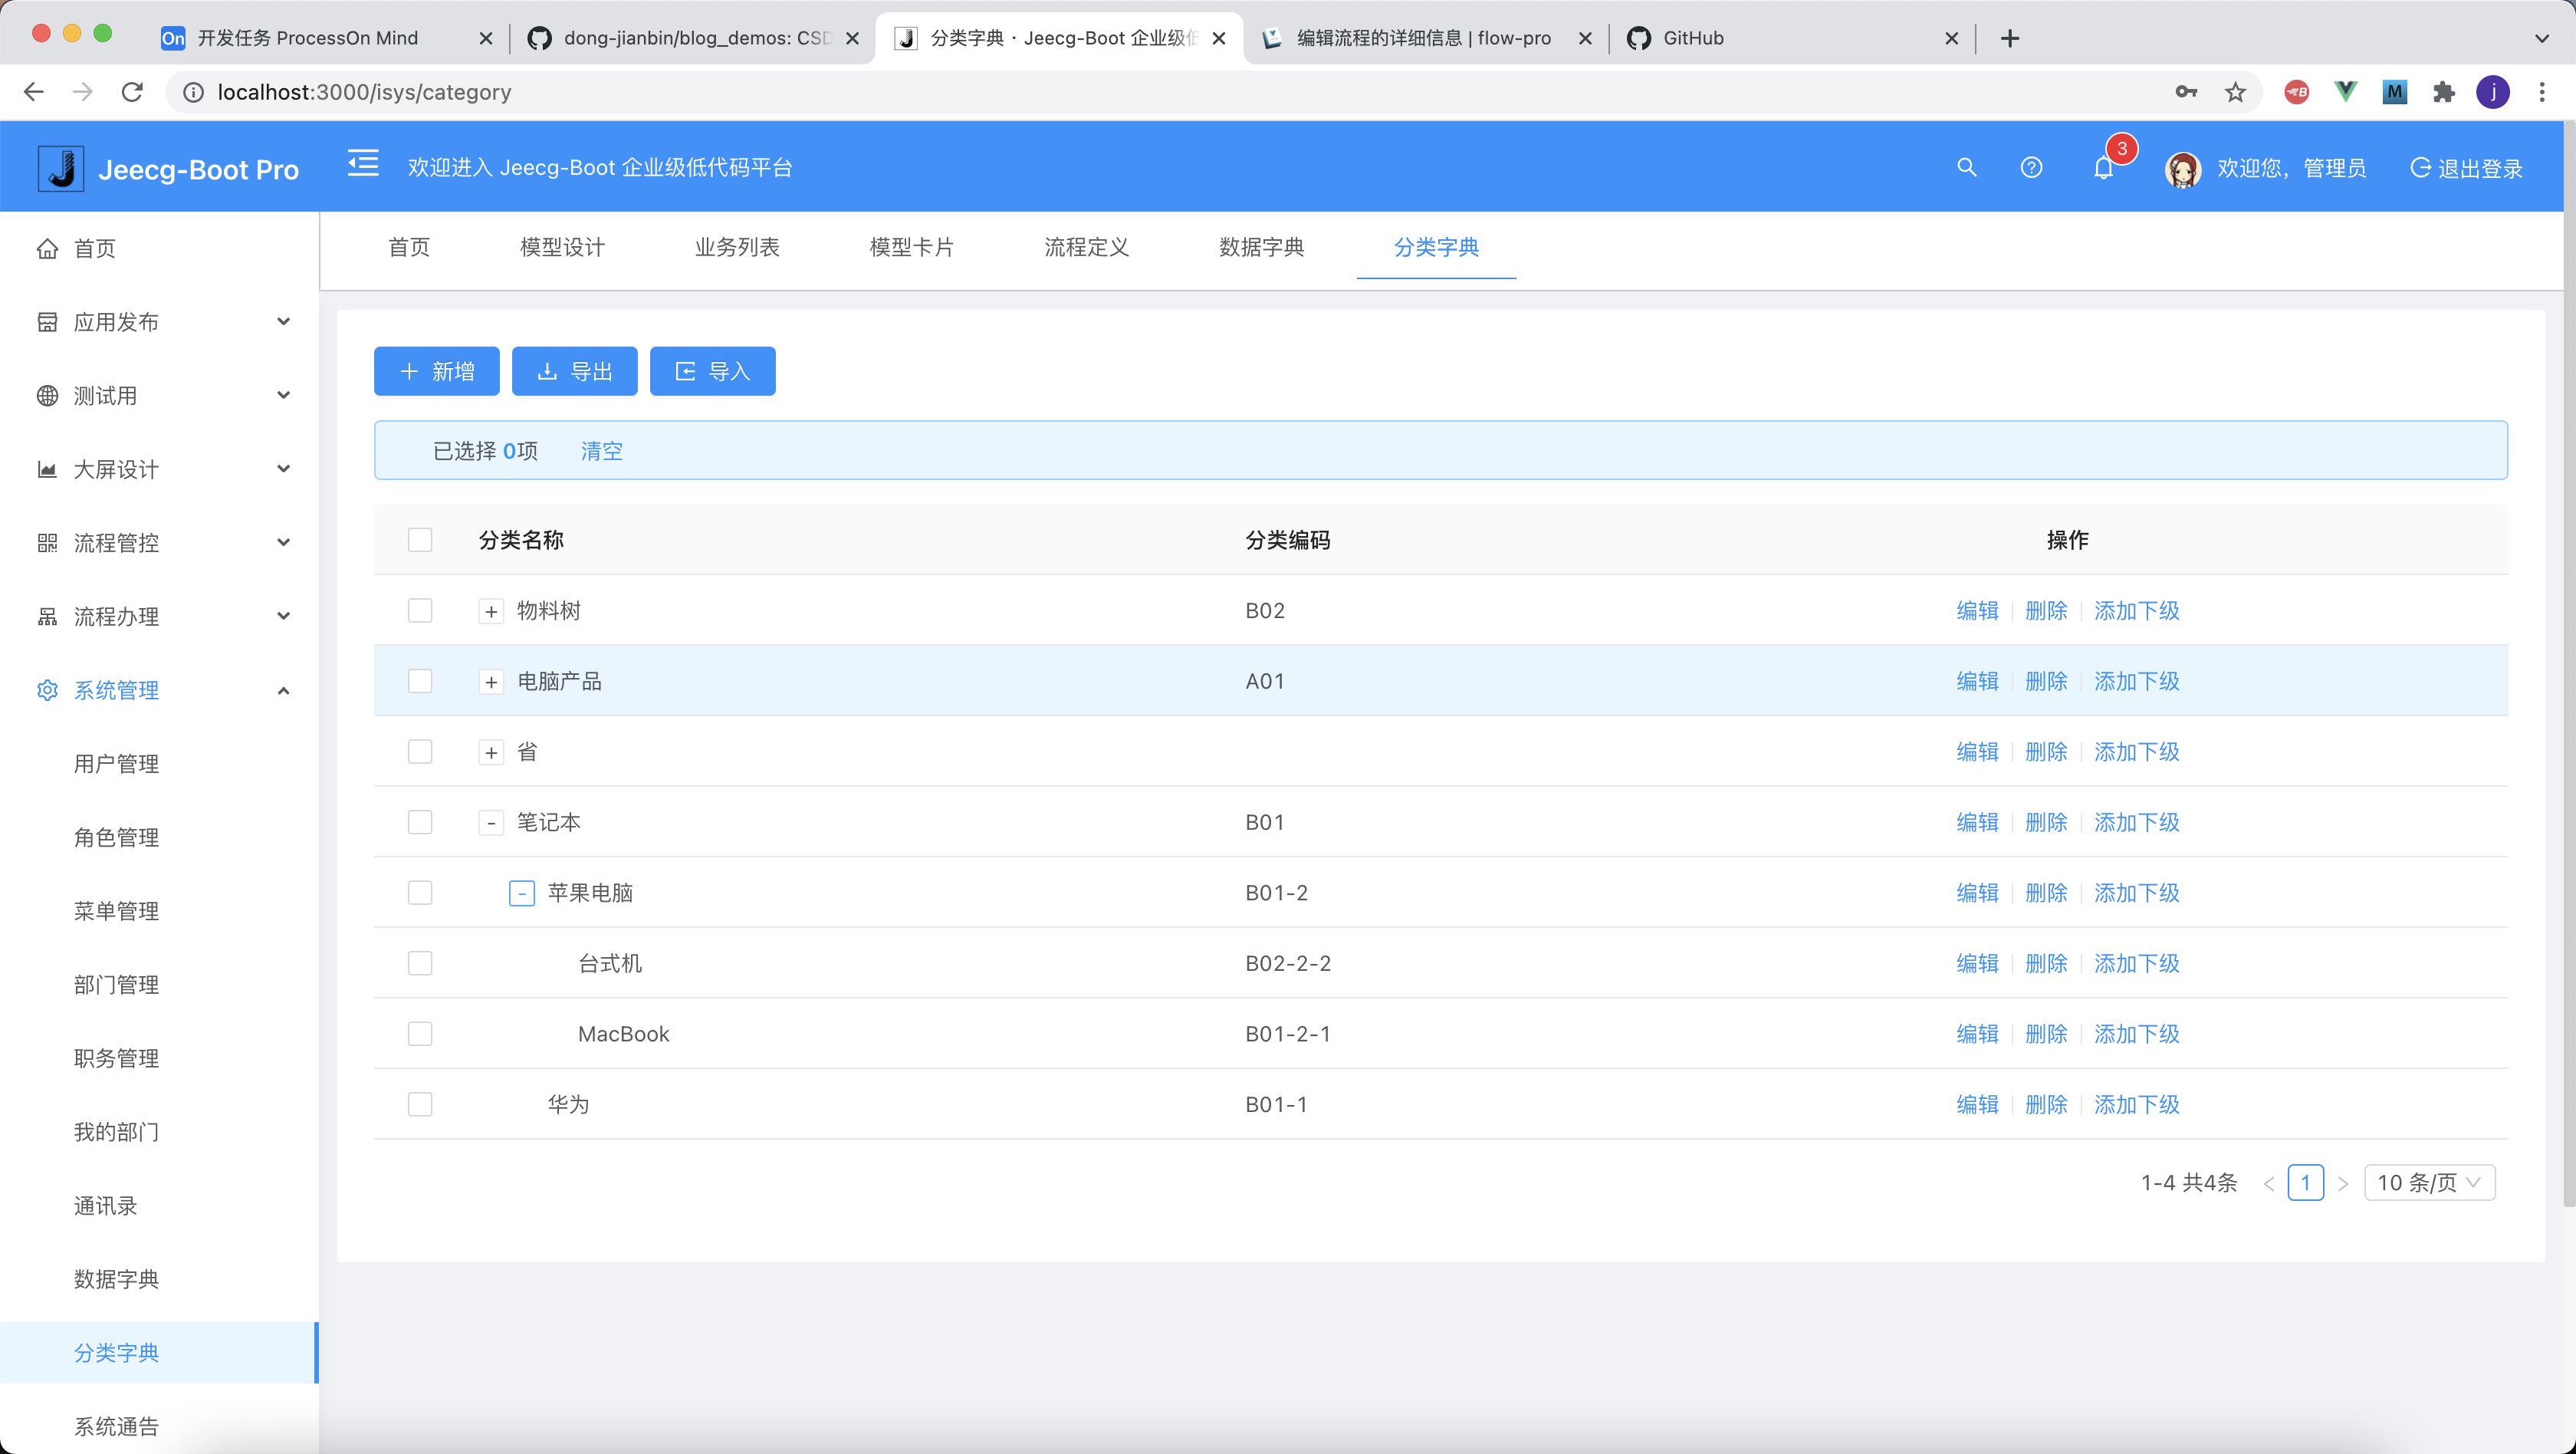 On 开发任务 ProcessOn Mind
dong-jianbin/blog_demos: CSD
分类字典 · Jeecg-Boot 企业级低
编辑流程的详细信息 | flow-pro
GitHub
localhost:3000/isys/category
M
j
Jeecg-Boot Pro
欢迎进入 Jeecg-Boot 企业级低代码平台
3
欢迎您，管理员
退出登录
首页
应用发布
测试用
大屏设计
流程管控
流程办理
系统管理
用户管理
角色管理
菜单管理
部门管理
职务管理
我的部门
通讯录
数据字典
分类字典
系统通告
首页 模型设计 业务列表 模型卡片 流程定义 数据字典 分类字典
新增 导出 导入
已选择 0项 清空
分类名称 分类编码 操作
+ 物料树 B02 编辑 删除 添加下级
+ 电脑产品 A01 编辑 删除 添加下级
+ 省 编辑 删除 添加下级
- 笔记本 B01 编辑 删除 添加下级
- 苹果电脑 B01-2 编辑 删除 添加下级
台式机 B02-2-2 编辑 删除 添加下级
MacBook B01-2-1 编辑 删除 添加下级
华为 B01-1 编辑 删除 添加下级
1-4 共4条 < 1 > 10 条/页